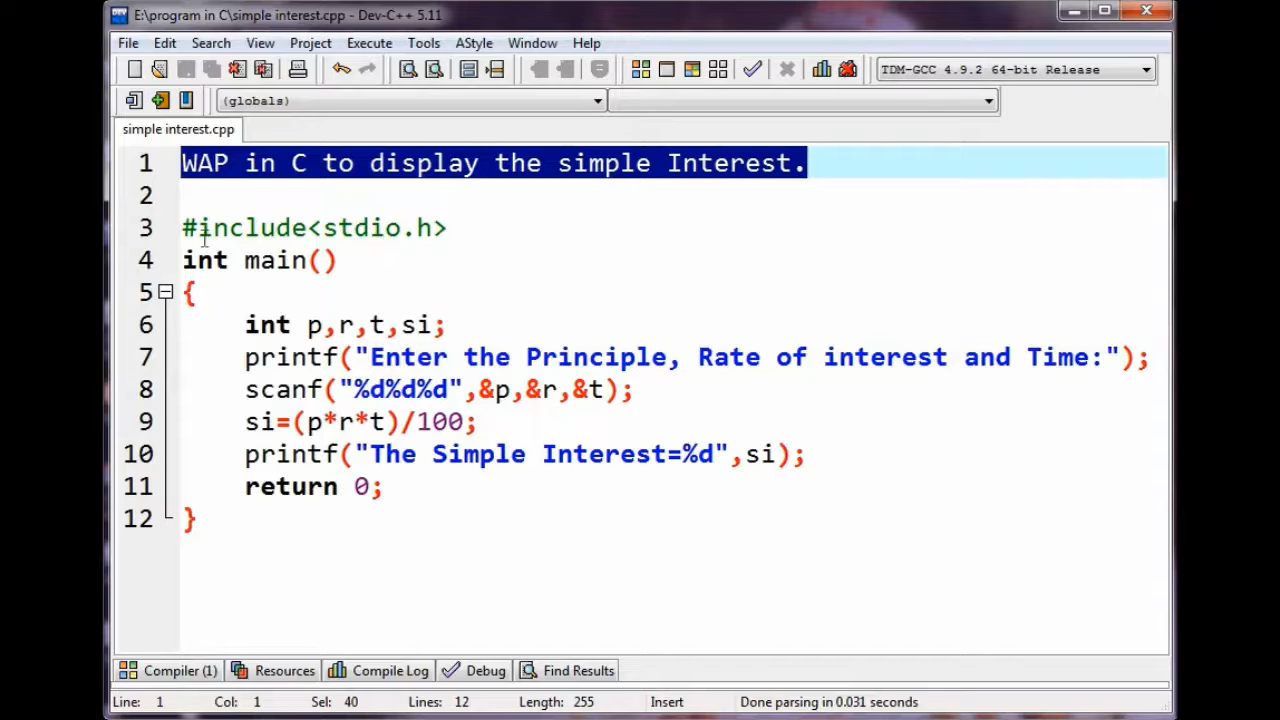 E:\program in C\simple interest.cpp - Dev-C++ 5.11
File Edit Search View Project Execute Tools AStyle Window Help
TDM-GCC 4.9.2 64-bit Release
(globals)
simple interest.cpp
1 WAP in C to display the simple Interest.
2
3 #include<stdio.h>
4 int main()
5 {
6 int p,r,t,si;
7 printf("Enter the Principle, Rate of interest and Time:");
8 scanf("%d%d%d",&p,&r,&t);
9 si=(p*r*t)/100;
10 printf("The Simple Interest=%d",si);
11 return 0;
12 }
Compiler (1) Resources Compile Log Debug Find Results
Line: 1 Col: 1 Sel: 40 Lines: 12 Length: 255 Insert Done parsing in 0.031 seconds